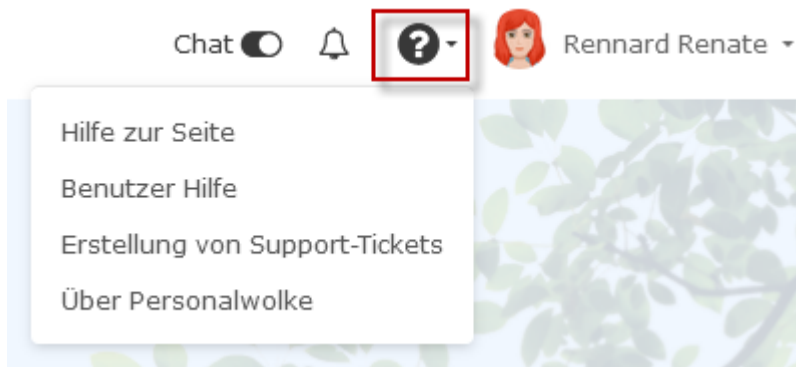 Chat
Rennard Renate
Hilfe zur Seite
Benutzer Hilfe
Erstellung von Support-Tickets
Über Personalwolke